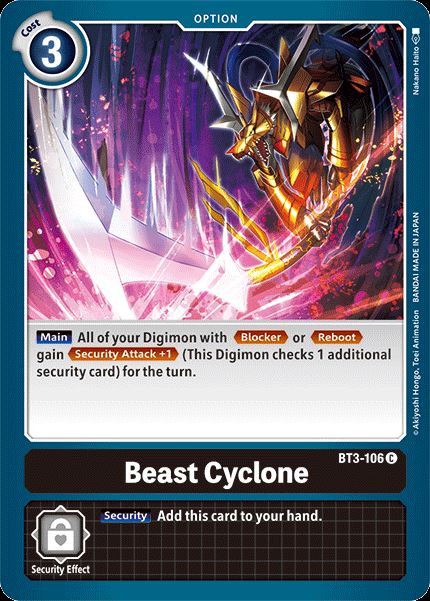 OPTION
Cost
3
Nakano Haito
Main All of your Digimon with Blocker or Reboot
gain Security Attack +1 (This Digimon checks 1 additional
security card) for the turn.
©Akiyoshi Hongo, Toei Animation BANDAI MADE IN JAPAN
BT3-106 C
Beast Cyclone
Security Add this card to your hand.
Security Effect